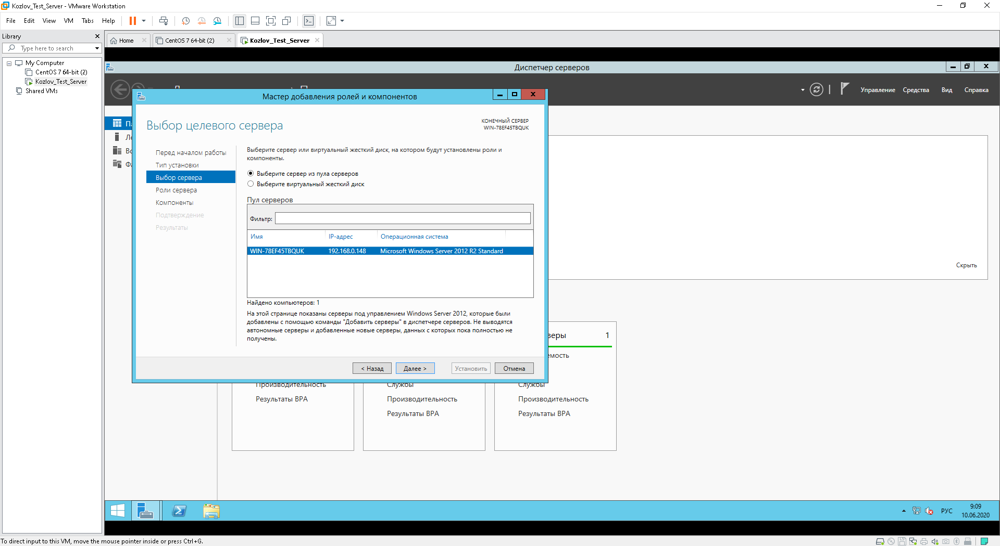 Kozlov_Test_Server - VMware Workstation
File Edit View VM Tabs Help
Library
Type here to search
My Computer
CentOS 7 64-bit (2)
Kozlov_Test_Server
Shared VMs
Home
CentOS 7 64-bit (2)
Kozlov_Test_Server
Диспетчер серверов
Управление Средства Вид Справка
Мастер добавления ролей и компонентов
Выбор целевого сервера
КОНЕЧНЫЙ СЕРВЕР
WIN-78EF45TBQUK
Перед началом работы
Тип установки
Выбор сервера
Роли сервера
Компоненты
Подтверждение
Результаты
Выберите сервер или виртуальный жесткий диск, на котором будут установлены роли и
компоненты.
Выберите сервер из пула серверов
Выберите виртуальный жесткий диск
Пул серверов
Фильтр:
Имя IP-адрес Операционная система
WIN-78EF45TBQUK 192.168.0.148 Microsoft Windows Server 2012 R2 Standard
Найдено компьютеров: 1
На этой странице показаны серверы под управлением Windows Server 2012, которые были
добавлены с помощью команды "Добавить серверы" в диспетчере серверов. Не выводятся
автономные серверы и добавленные новые серверы, данных с которых пока полностью не
получены.
< Назад Далее > Установить Отмена
Скрыть
веры 1
емость
Производительность
Результаты BPA
Службы
Производительность
Результаты BPA
Службы
Производительность
Результаты BPA
РУС
9:09
10.06.2020
To direct input to this VM, move the mouse pointer inside or press Ctrl+G.